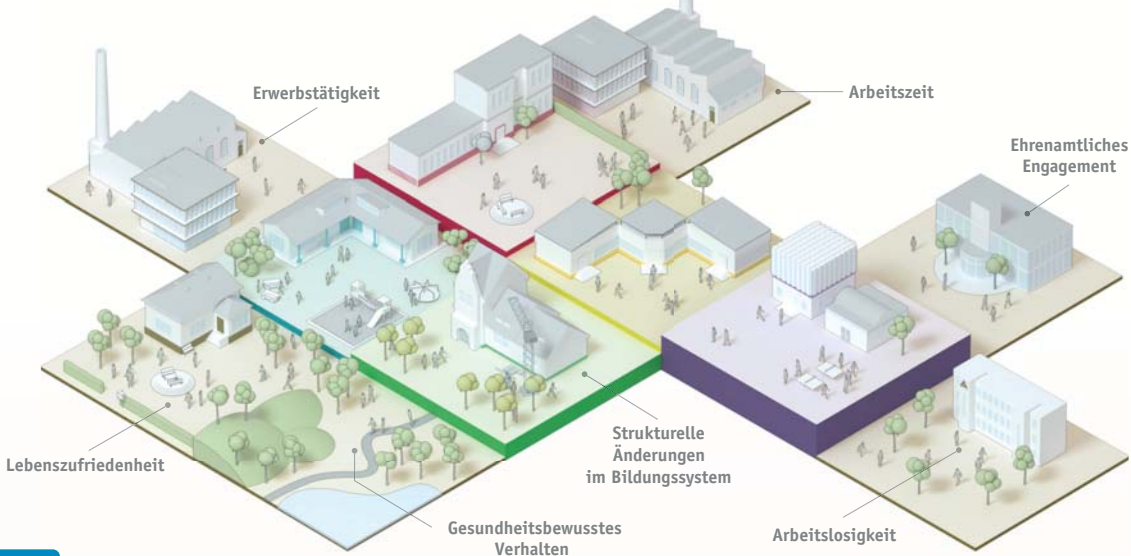 Erwerbstätigkeit
Arbeitszeit
Ehrenamtliches
Engagement
Lebenszufriedenheit
Strukturelle
Änderungen
im Bildungssystem
Gesundheitsbewusstes
Verhalten
Arbeitslosigkeit